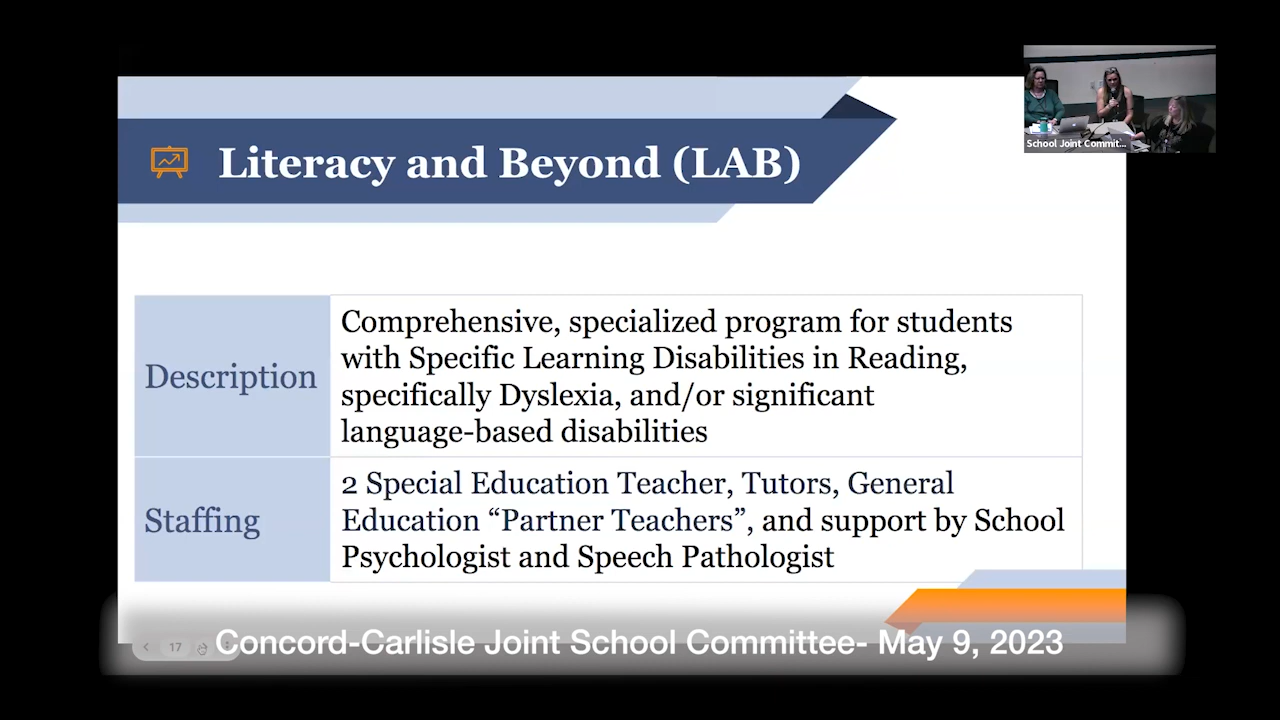 School Joint Commit...
Literacy and Beyond (LAB)
Description
Comprehensive, specialized program for students
with Specific Learning Disabilities in Reading,
specifically Dyslexia, and/or significant
language-based disabilities
Staffing
2 Special Education Teacher, Tutors, General
Education “Partner Teachers”, and support by School
Psychologist and Speech Pathologist
17
Concord-Carlisle Joint School Committee- May 9, 2023